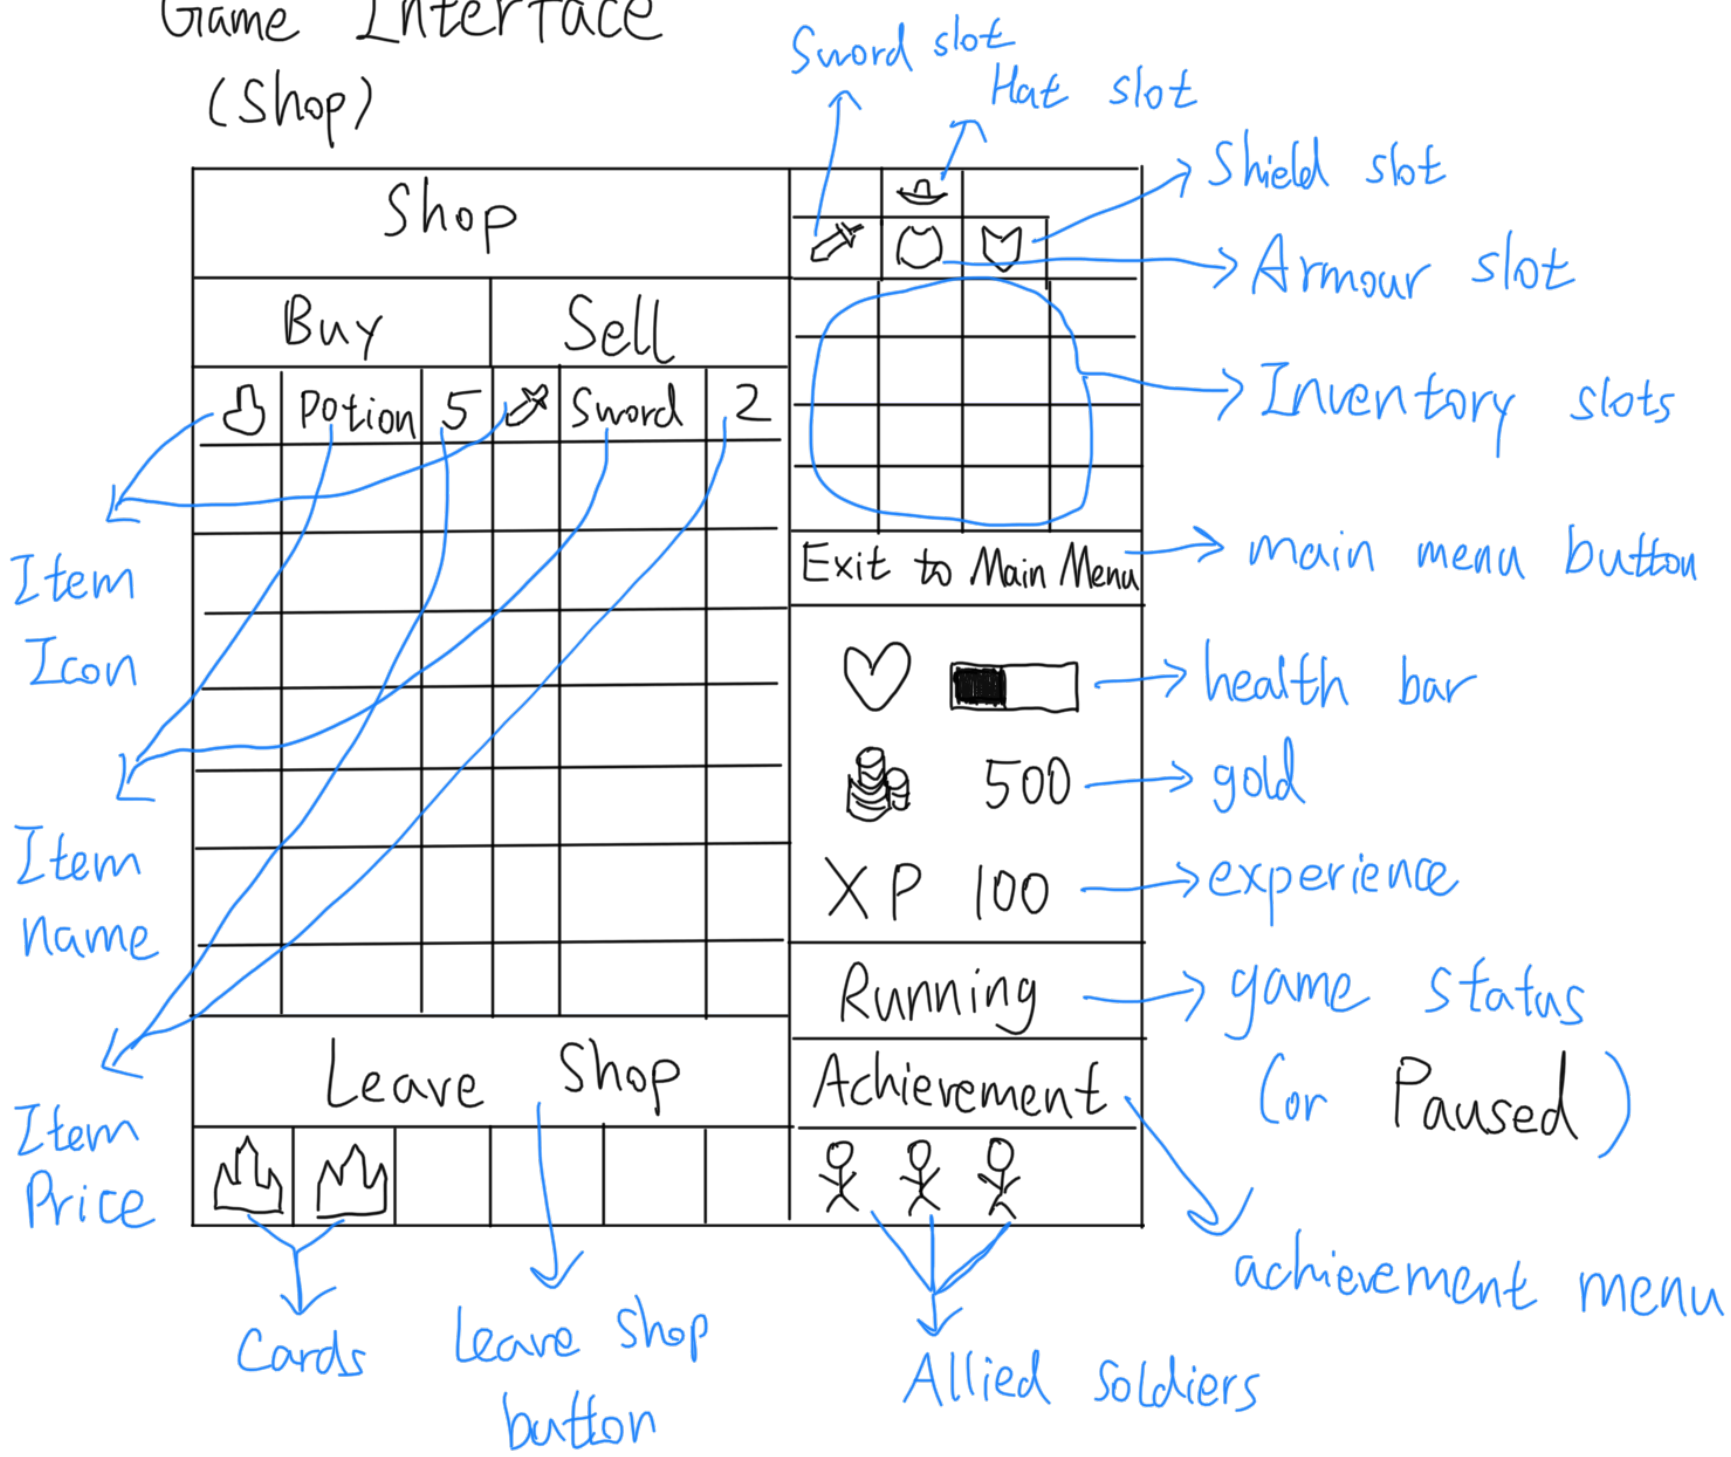 Game Interface
(Shop)
Sword slot
Hat slot
Shield slot
Armour slot
Inventory slots
main menu button
health bar
gold
experience
game status
(or Paused)
achievement menu
Shop
Buy Sell
Potion 5 Sword 2
Exit to Main Menu
500
XP 100
Running
Leave Shop
Achievement
Item
Icon
Item
name
Item
Price
Cards
Leave Shop
button
Allied Soldiers